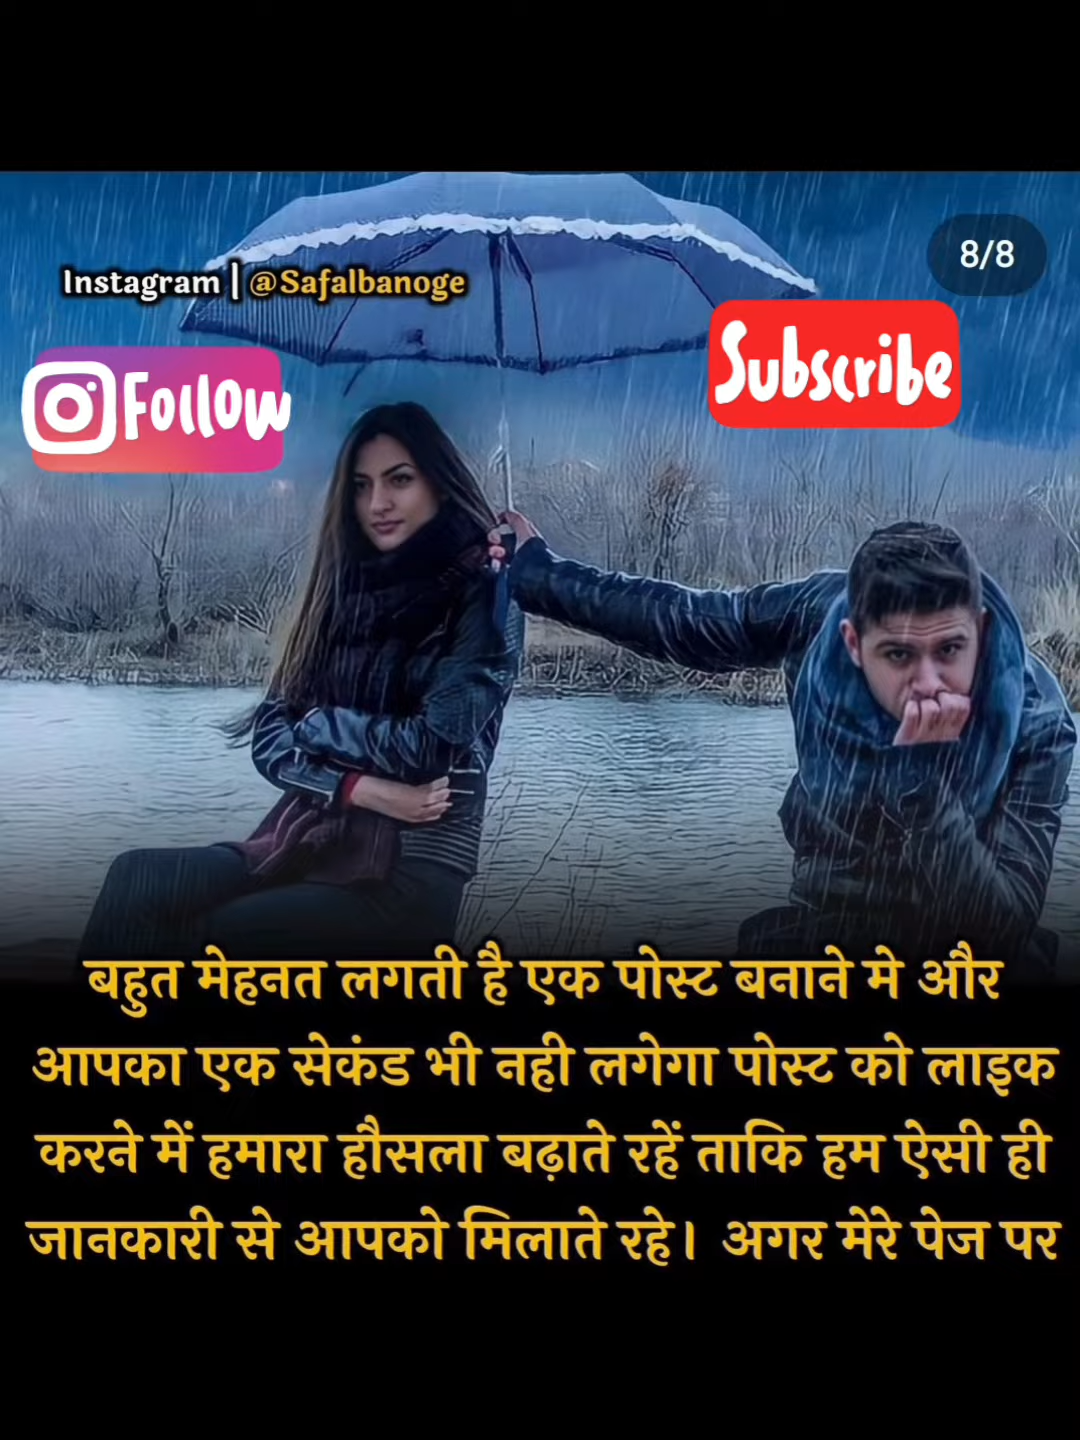 8/8
Instagram | @Safalbanoge
Subscribe
Follow
बहुत मेहनत लगती है एक पोस्ट बनाने मे और
आपका एक सेकंड भी नही लगेगा पोस्ट को लाइक
करने में हमारा हौसला बढ़ाते रहें ताकि हम ऐसी ही
जानकारी से आपको मिलाते रहे। अगर मेरे पेज पर